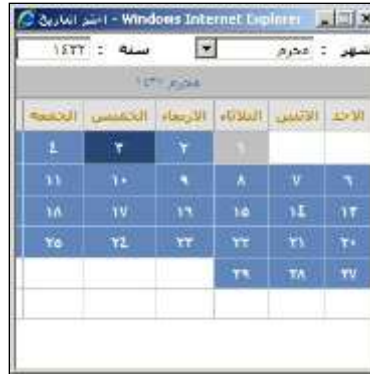 اختر التاريخ - Windows Internet Explorer
شهر : محرم سنة : ١٤٣٢
محرم ١٤٣٢
الاحد الاثنين الثلاثاء الاربعاء الخميس الجمعة
١ ٢ ٣ ٤
٦ ٧ ٨ ٩ ١٠ ١١
١٣ ١٤ ١٥ ١٦ ١٧ ١٨
٢٠ ٢١ ٢٢ ٢٣ ٢٤ ٢٥
٢٧ ٢٨ ٢٩